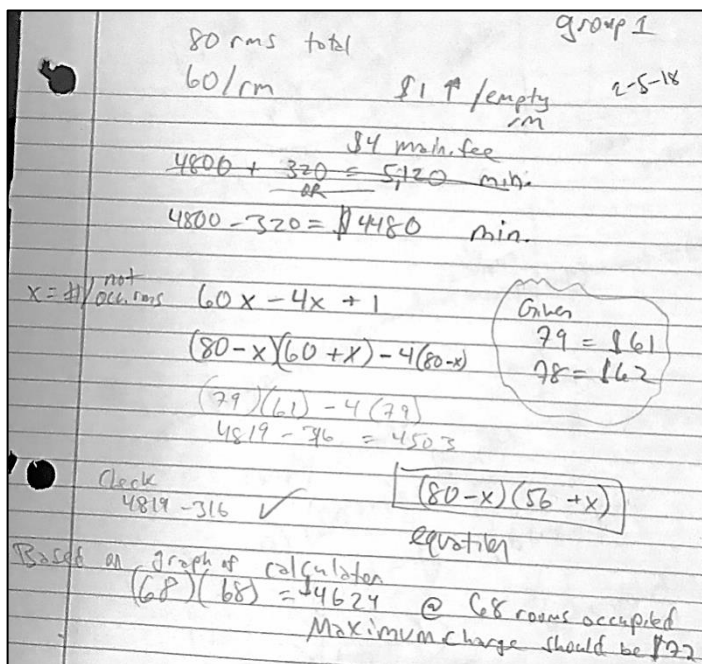 group 1
80 rms total
60/rm $1 ↑ /empty rm 2-5-18
$4 main. fee
4800 + 320 = 5,120 min.
OR
4800 - 320 = $4480 min.
x = #/not occ. rms 60x - 4x + 1
Given
79 = $61
78 = $62
(80-x)(60+x) - 4(80-x)
(79)(61) - 4(79)
4819 - 316 = 4503
Check
4819 - 316 ✓
(80-x)(56+x)
equation
Based on graph of calculator
(68)(68) = $4624 @ 68 rooms occupied
Maximum charge should be $72